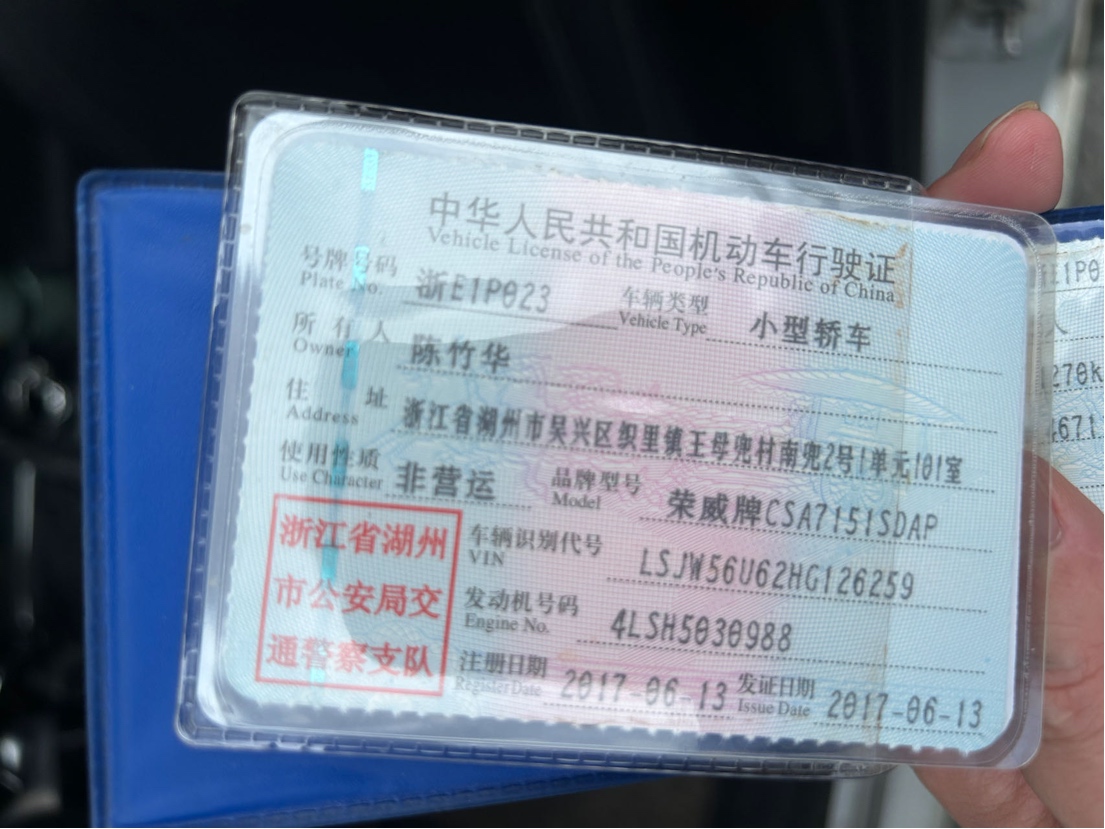 中华人民共和国机动车行驶证
Vehicle License of the People's Republic of China
号牌号码 浙E1P023 车辆类型 小型轿车
Plate No. Vehicle Type
所有人 陈竹华
Owner
住址 浙江省湖州市吴兴区织里镇王母兜村南兜2号1单元101室
Address
使用性质 非营运 品牌型号 荣威牌CSA7151SDAP
Use Character Model
浙江省湖州
市公安局交
通警察支队
车辆识别代号 LSJW56U62HG126259
VIN
发动机号码 4LSH5030988
Engine No.
注册日期 2017-06-13 发证日期 2017-06-13
Register Date Issue Date
E1P0
人
270k
671